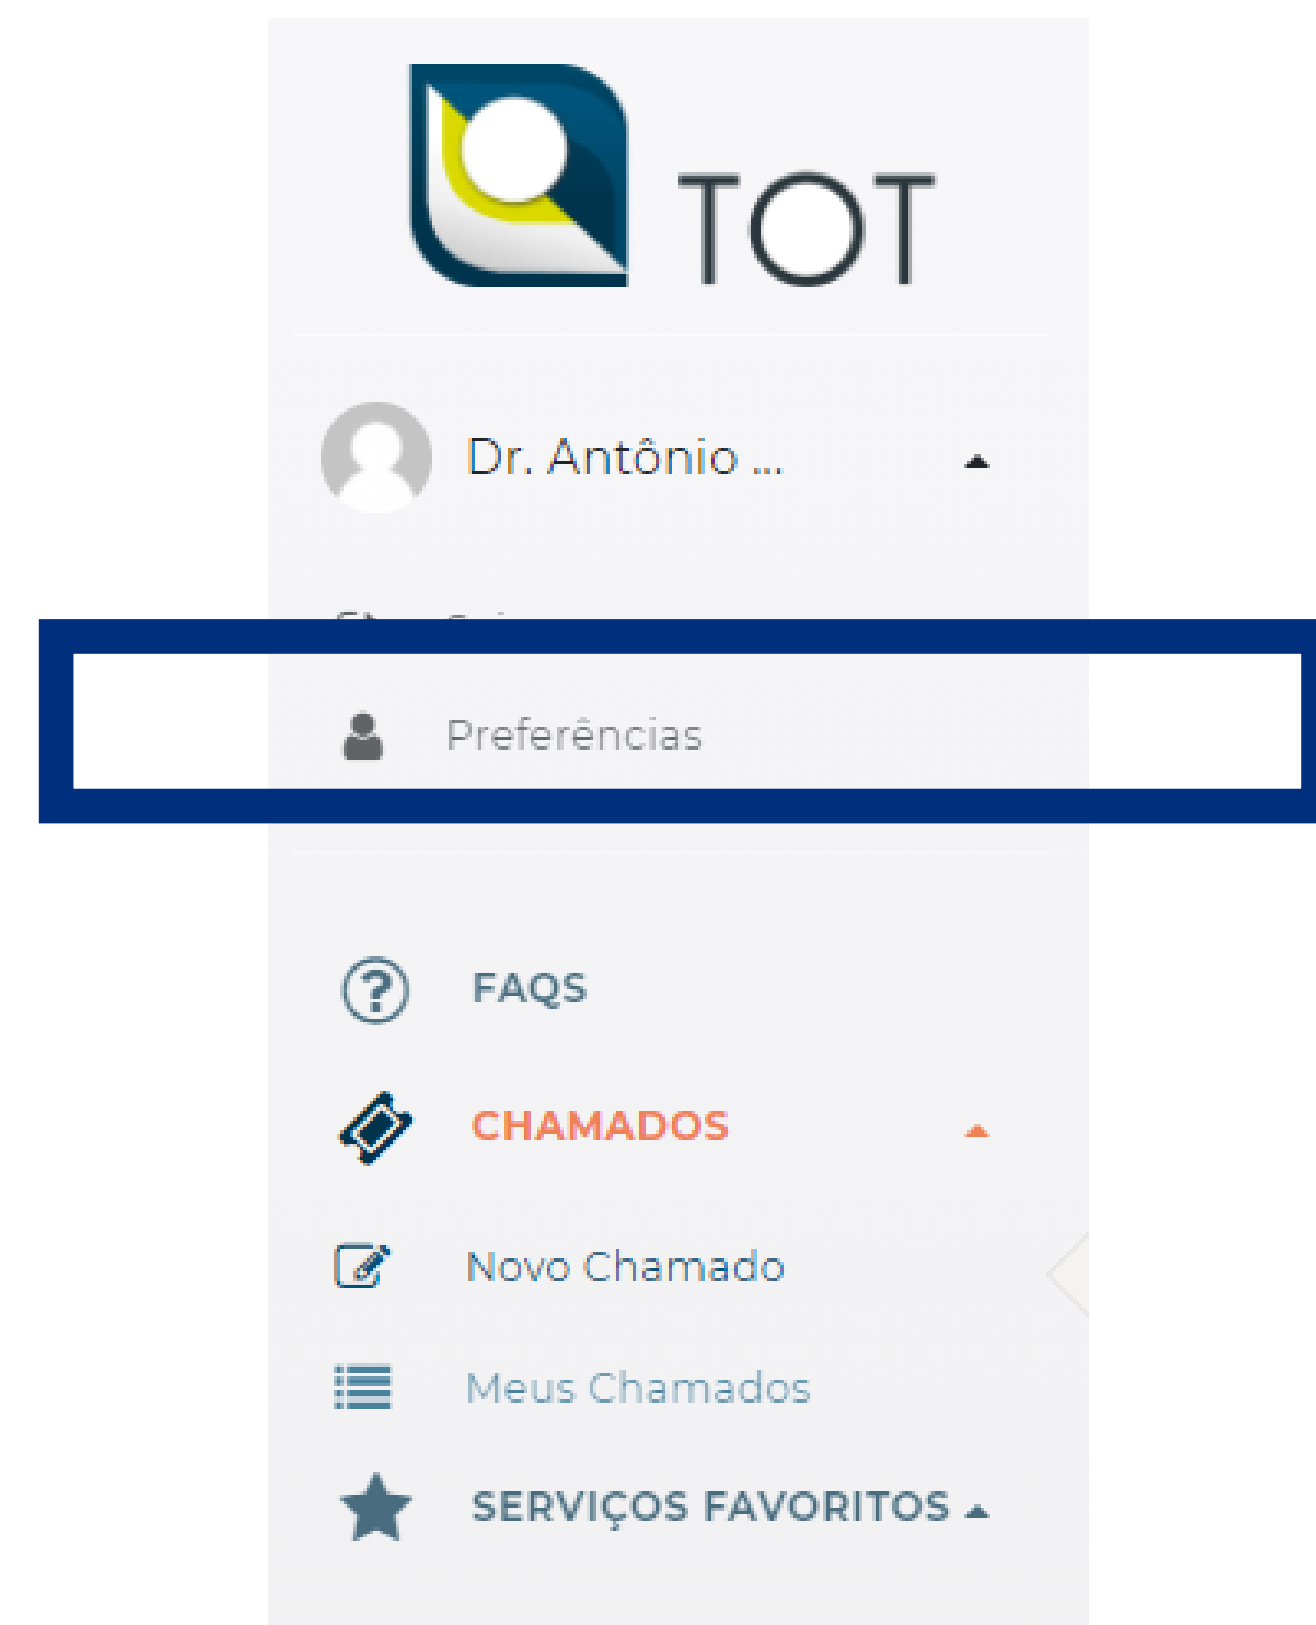 TOT
Dr. Antônio ...
Preferências
FAQS
CHAMADOS
Novo Chamado
Meus Chamados
SERVIÇOS FAVORITOS